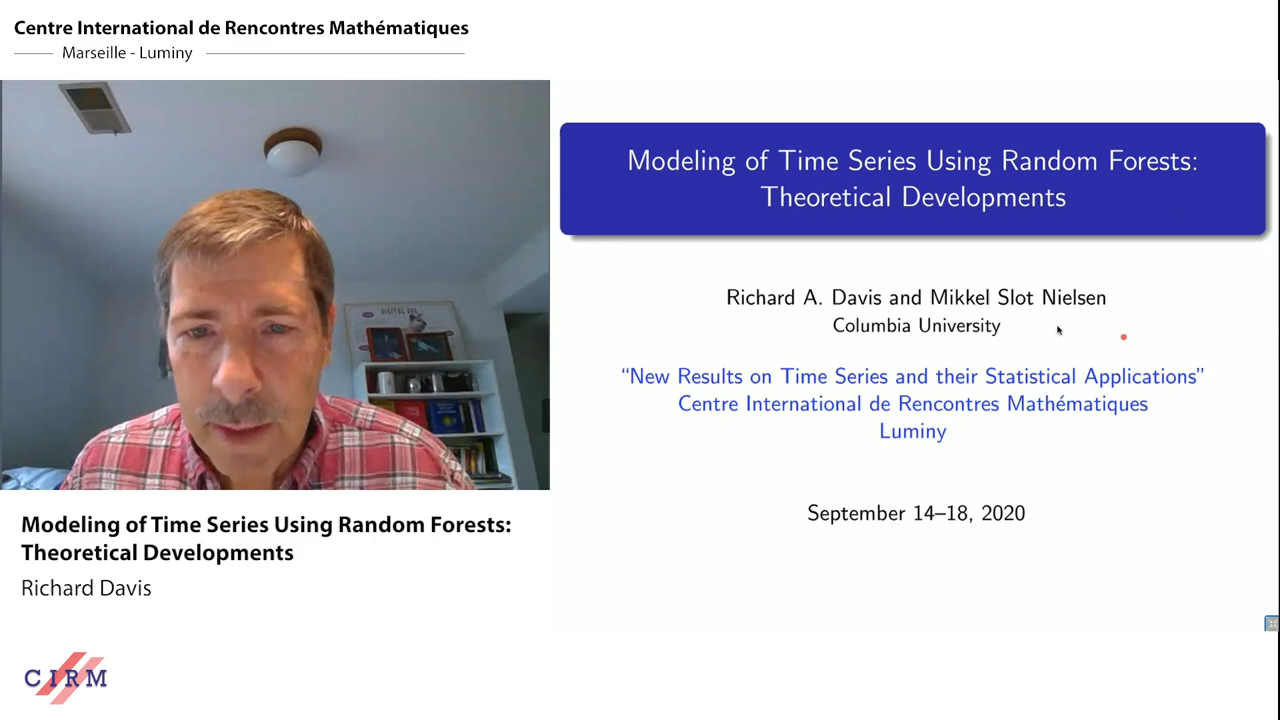 Centre International de Rencontres Mathématiques
Marseille - Luminy
DIGITAL DOG
Modeling of Time Series Using Random Forests:
Theoretical Developments
Richard A. Davis and Mikkel Slot Nielsen
Columbia University
“New Results on Time Series and their Statistical Applications”
Centre International de Rencontres Mathématiques
Luminy
September 14–18, 2020
Modeling of Time Series Using Random Forests:
Theoretical Developments
Richard Davis
CIRM